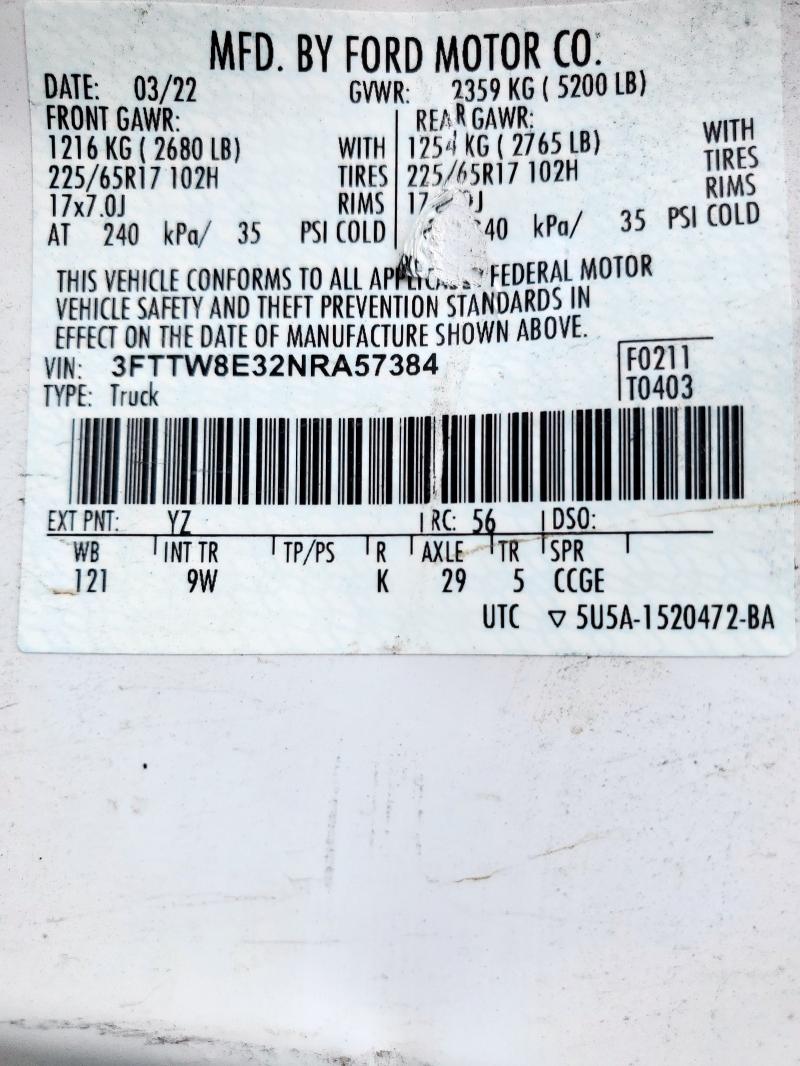 MFD. BY FORD MOTOR CO.
DATE: 03/22 GVWR: 2359 KG ( 5200 LB)
FRONT GAWR: REAR GAWR:
1216 KG ( 2680 LB) WITH 1254 KG ( 2765 LB) WITH
225/65R17 102H TIRES 225/65R17 102H TIRES
17x7.0J RIMS RIMS
AT 240 kPa/ 35 PSI COLD 240 kPa/ 35 PSI COLD
THIS VEHICLE CONFORMS TO ALL APPLICABLE FEDERAL MOTOR
VEHICLE SAFETY AND THEFT PREVENTION STANDARDS IN
EFFECT ON THE DATE OF MANUFACTURE SHOWN ABOVE.
VIN: 3FTTW8E32NRA57384 F0211
TYPE: Truck T0403
EXT PNT: YZ RC: 56 DSO:
WB INT TR TP/PS R AXLE TR SPR
121 9W K 29 5 CCGE
UTC ▽ 5U5A-1520472-BA